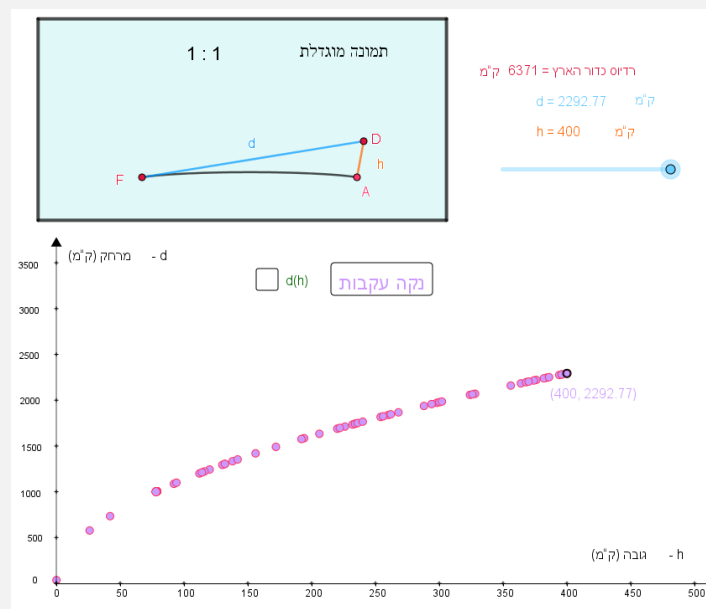 1 : 1 תמונה מוגדלת
רדיוס כדור הארץ = 6371 ק"מ
d = 2292.77 ק"מ
h = 400 ק"מ
d
D
h
F
A
d - מרחק (ק"מ)
d(h)
נקה עקבות
3500
3000
2500
2000
1500
1000
500
0
(400, 2292.77)
h - גובה (ק"מ)
0 50 100 150 200 250 300 350 400 450 500